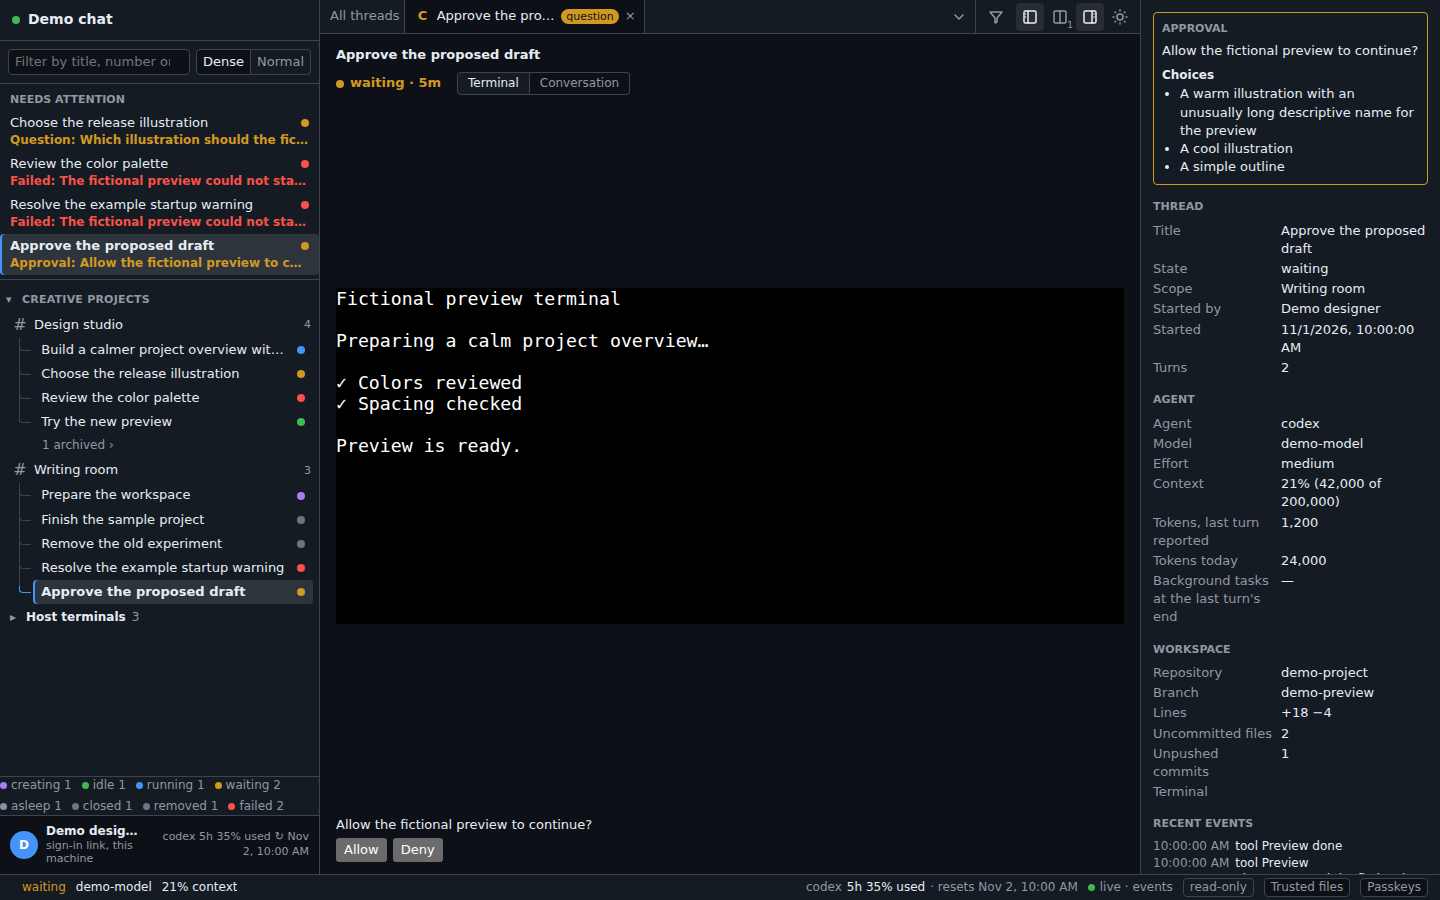 Demo chat
Filter by title, number or
Dense Normal
NEEDS ATTENTION
Choose the release illustration
Question: Which illustration should the fic…
Review the color palette
Failed: The fictional preview could not sta…
Resolve the example startup warning
Failed: The fictional preview could not sta…
Approve the proposed draft
Approval: Allow the fictional preview to c…
▾ CREATIVE PROJECTS
# Design studio 4
Build a calmer project overview wit…
Choose the release illustration
Review the color palette
Try the new preview
1 archived ›
# Writing room 3
Prepare the workspace
Finish the sample project
Remove the old experiment
Resolve the example startup warning
Approve the proposed draft
▸ Host terminals 3
creating 1 idle 1 running 1 waiting 2
asleep 1 closed 1 removed 1 failed 2
D
Demo desig…
sign-in link, this
machine
codex 5h 35% used ↻ Nov
2, 10:00 AM
All threads
C Approve the pro… question ×
1
Approve the proposed draft
waiting · 5m
Terminal Conversation
Fictional preview terminal
Preparing a calm project overview…
✓ Colors reviewed
✓ Spacing checked
Preview is ready.
Allow the fictional preview to continue?
Allow Deny
APPROVAL
Allow the fictional preview to continue?
Choices
• A warm illustration with an
unusually long descriptive name for
the preview
• A cool illustration
• A simple outline
THREAD
Title Approve the proposed
draft
State waiting
Scope Writing room
Started by Demo designer
Started 11/1/2026, 10:00:00
AM
Turns 2
AGENT
Agent codex
Model demo-model
Effort medium
Context 21% (42,000 of
200,000)
Tokens, last turn 1,200
reported
Tokens today 24,000
Background tasks —
at the last turn's
end
WORKSPACE
Repository demo-project
Branch demo-preview
Lines +18 −4
Uncommitted files 2
Unpushed 1
commits
Terminal
RECENT EVENTS
10:00:00 AM tool Preview done
10:00:00 AM tool Preview
waiting demo-model 21% context
codex 5h 35% used · resets Nov 2, 10:00 AM live · events read-only Trusted files Passkeys